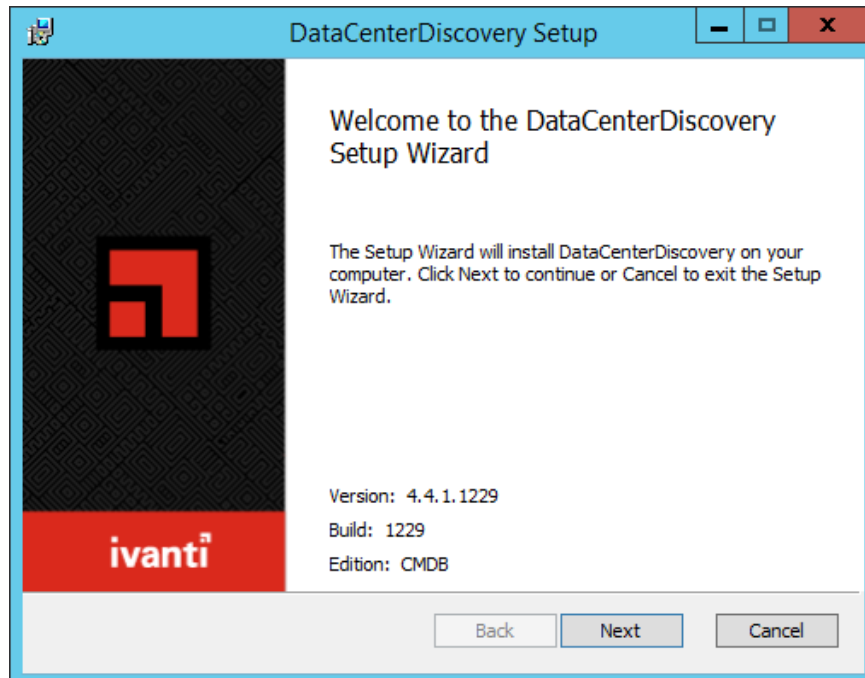 DataCenterDiscovery Setup
Welcome to the DataCenterDiscovery
Setup Wizard
The Setup Wizard will install DataCenterDiscovery on your
computer. Click Next to continue or Cancel to exit the Setup
Wizard.
Version: 4.4.1.1229
Build: 1229
Edition: CMDB
ivanti
Back Next Cancel